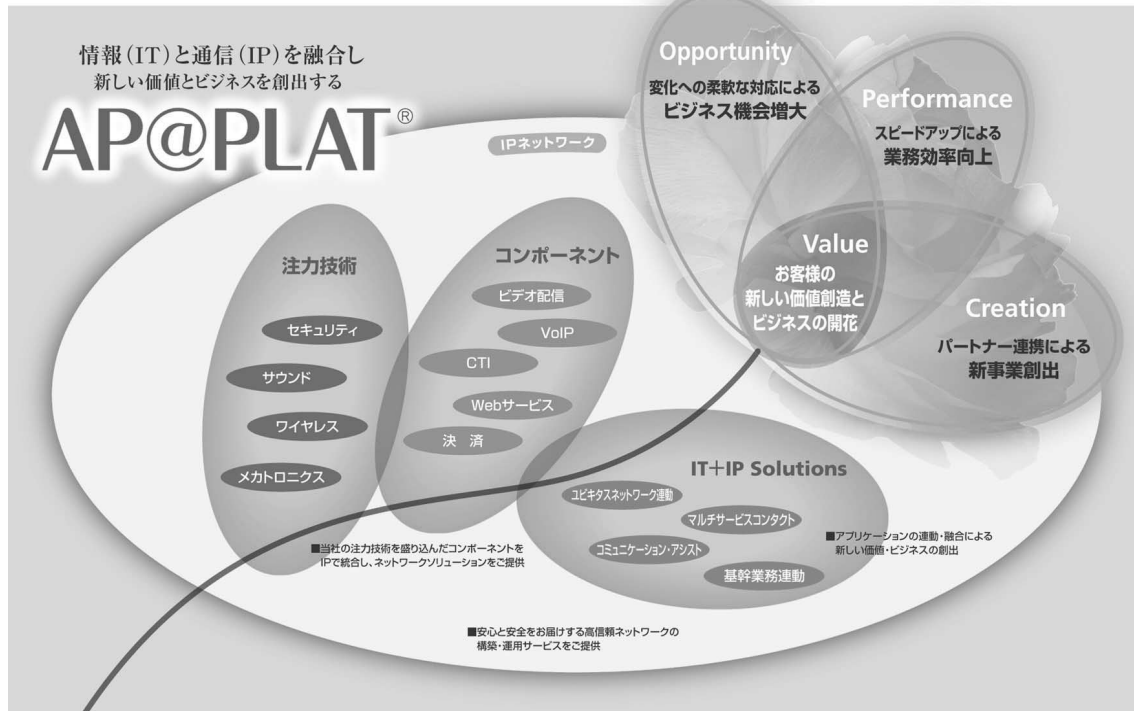 情報(IT)と通信(IP)を融合し
新しい価値とビジネスを創出する
AP@PLAT®
IPネットワーク
Opportunity
変化への柔軟な対応による
ビジネス機会増大
Performance
スピードアップによる
業務効率向上
Value
お客様の
新しい価値創造と
ビジネスの開花
Creation
パートナー連携による
新事業創出
注力技術
セキュリティ
サウンド
ワイヤレス
メカトロニクス
コンポーネント
ビデオ配信
VoIP
CTI
Webサービス
決 済
IT+IP Solutions
ユビキタスネットワーク連動
マルチサービスコンタクト
コミュニケーション・アシスト
基幹業務連動
■当社の注力技術を盛り込んだコンポーネントを
IPで統合し、ネットワークソリューションをご提供
■アプリケーションの連動・融合による
新しい価値・ビジネスの創出
■安心と安全をお届けする高信頼ネットワークの
構築・運用サービスをご提供